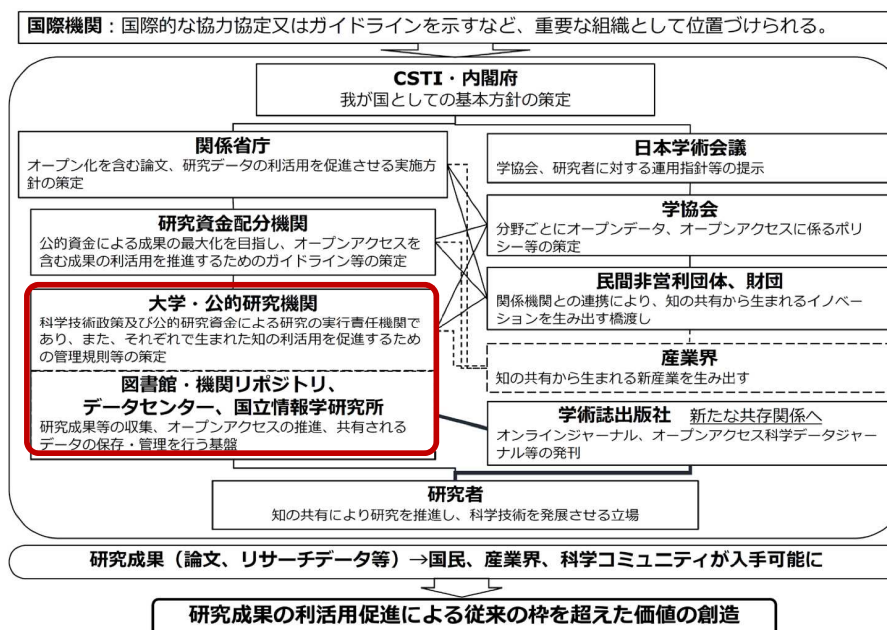 国際機関：国際的な協力協定又はガイドラインを示すなど、重要な組織として位置づけられる。
CSTI・内閣府
我が国としての基本方針の策定
関係省庁
オープン化を含む論文、研究データの利活用を促進させる実施方
針の策定
日本学術会議
学協会、研究者に対する運用指針等の提示
研究資金配分機関
公的資金による成果の最大化を目指し、オープンアクセスを
含む成果の利活用を推進するためのガイドライン等の策定
学協会
分野ごとにオープンデータ、オープンアクセスに係るポリ
シー等の策定
大学・公的研究機関
科学技術政策及び公的研究資金による研究の実行責任機関で
あり、また、それぞれで生まれた知の利活用を促進するため
の管理規則等の策定
民間非営利団体、財団
関係機関との連携により、知の共有から生まれるイノベー
ションを生み出す橋渡し
産業界
知の共有から生まれる新産業を生み出す
図書館・機関リポジトリ、
データセンター、国立情報学研究所
研究成果等の収集、オープンアクセスの推進、共有される
データの保存・管理を行う基盤
学術誌出版社 新たな共存関係へ
オンラインジャーナル、オープンアクセス科学データジャー
ナル等の発刊
研究者
知の共有により研究を推進し、科学技術を発展させる立場
研究成果（論文、リサーチデータ等）→国民、産業界、科学コミュニティが入手可能に
研究成果の利活用促進による従来の枠を超えた価値の創造